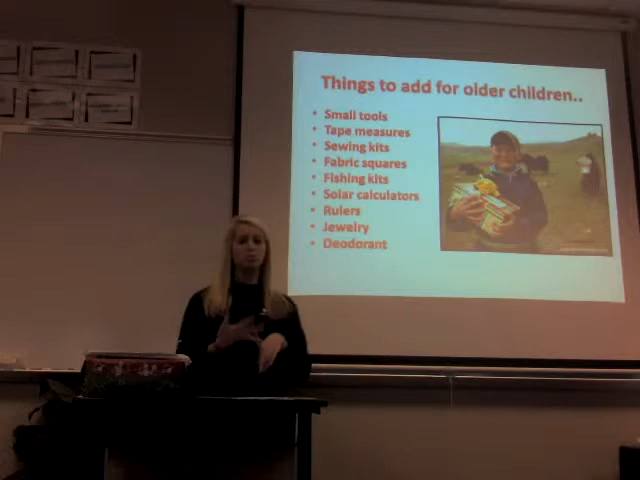 Things to add for older children..
• Small tools
• Tape measures
• Sewing kits
• Fabric squares
• Fishing kits
• Solar calculators
• Rulers
• Jewelry
• Deodorant